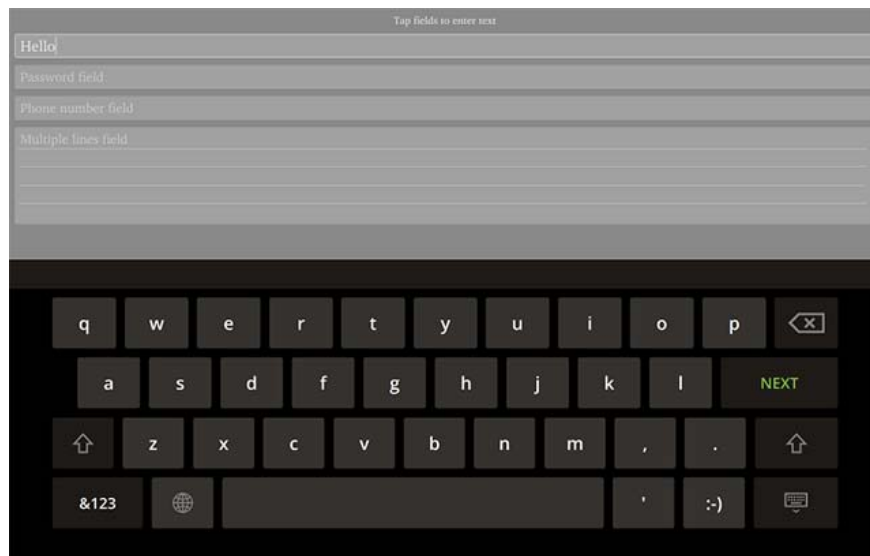 Tap fields to enter text
Hello
Password field
Phone number field
Multiple lines field
q w e r t y u i o p
a s d f g h j k l NEXT
z x c v b n m , .
&123 ' :-)